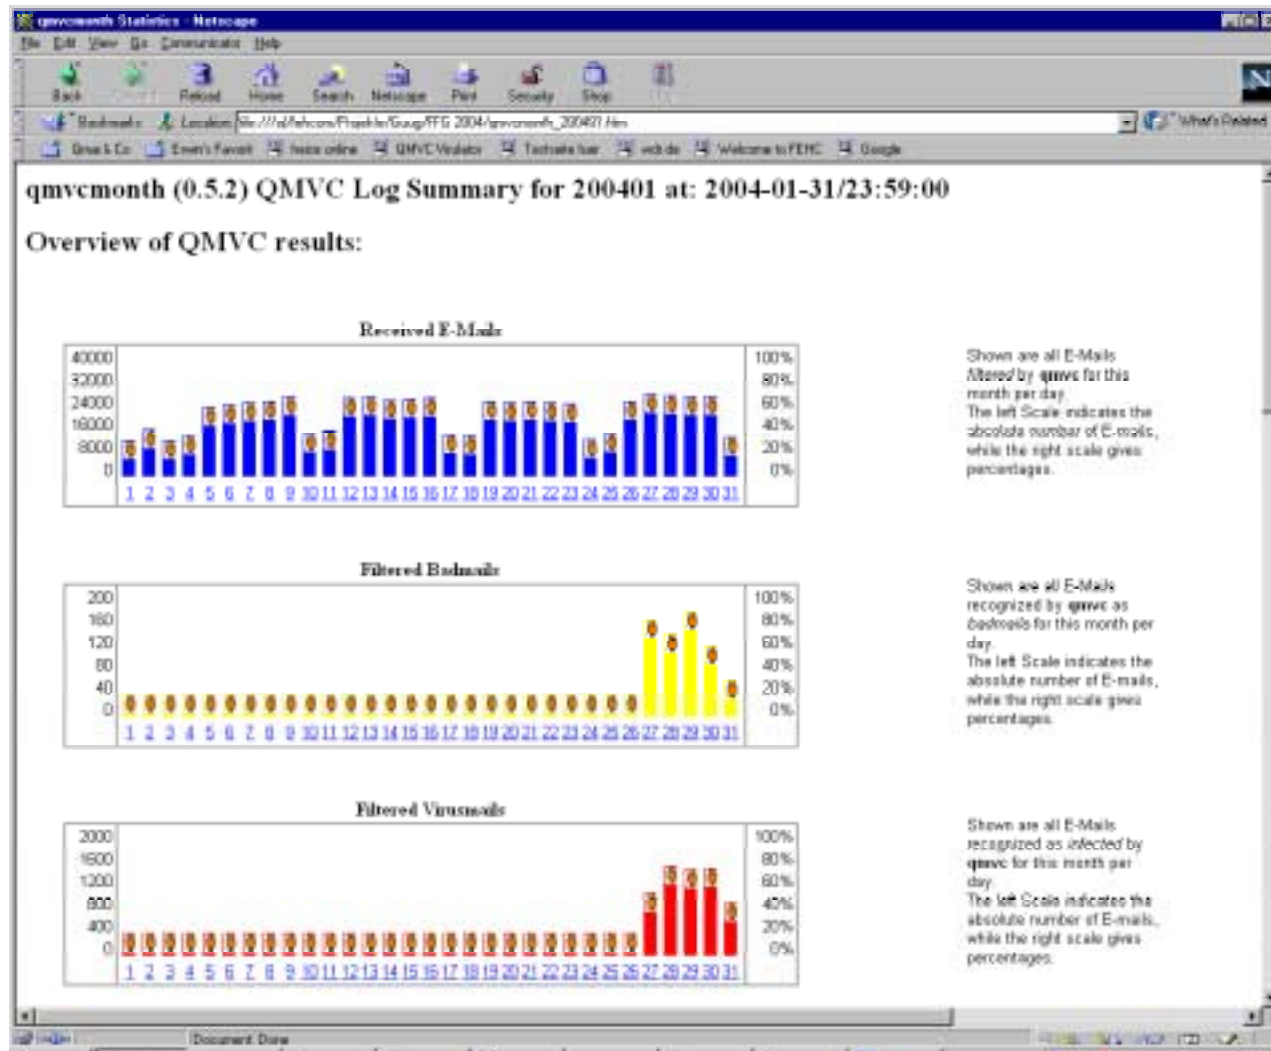 qmvcmonth Statistics - Netscape
File Edit View Go Communicator Help
Back Reload Home Search Netscape Print Security Shop
Bookmarks Location: What's Related
heise online QMVC Welcome to FEHC Google
qmvcmonth (0.5.2) QMVC Log Summary for 200401 at: 2004-01-31/23:59:00
Overview of QMVC results:
Received E-Mails
40000 100%
32000 80%
24000 60%
16000 40%
8000 20%
0 0%
1 2 3 4 5 6 7 8 9 10 11 12 13 14 15 16 17 18 19 20 21 22 23 24 25 26 27 28 29 30 31
Shown are all E-Mails
filtered by qmvc for this
month per day.
The left Scale indicates the
absolute number of E-mails,
while the right scale gives
percentages.
Filtered Badmails
200 100%
160 80%
120 60%
80 40%
40 20%
0 0%
1 2 3 4 5 6 7 8 9 10 11 12 13 14 15 16 17 18 19 20 21 22 23 24 25 26 27 28 29 30 31
Shown are all E-Mails
recognized by qmvc as
badmails for this month per
day.
The left Scale indicates the
absolute number of E-mails,
while the right scale gives
percentages.
Filtered Virusmails
2000 100%
1600 80%
1200 60%
800 40%
400 20%
0 0%
1 2 3 4 5 6 7 8 9 10 11 12 13 14 15 16 17 18 19 20 21 22 23 24 25 26 27 28 29 30 31
Shown are all E-Mails
recognized as infected by
qmvc for this month per
day.
The left Scale indicates the
absolute number of E-mails,
while the right scale gives
percentages.
Document Done